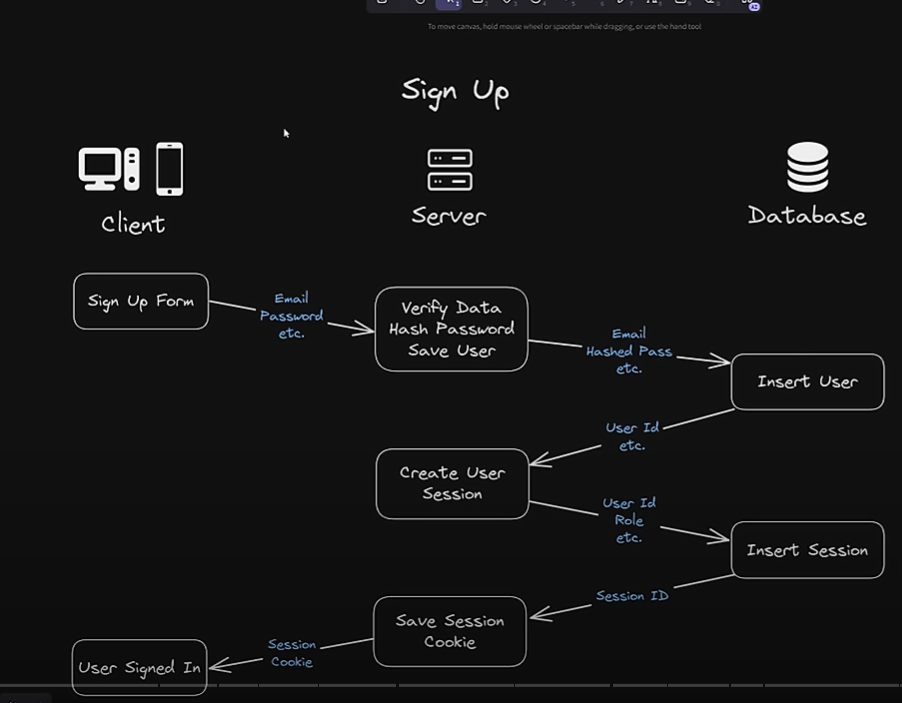 To move canvas, hold mouse wheel or spacebar while dragging, or use the hand tool
Sign Up
Client
Server
Database
Sign Up Form
Email
Password
etc.
Verify Data
Hash Password
Save User
Email
Hashed Pass
etc.
Insert User
User Id
etc.
Create User
Session
User Id
Role
etc.
Insert Session
Session ID
Save Session
Cookie
Session
Cookie
User Signed In